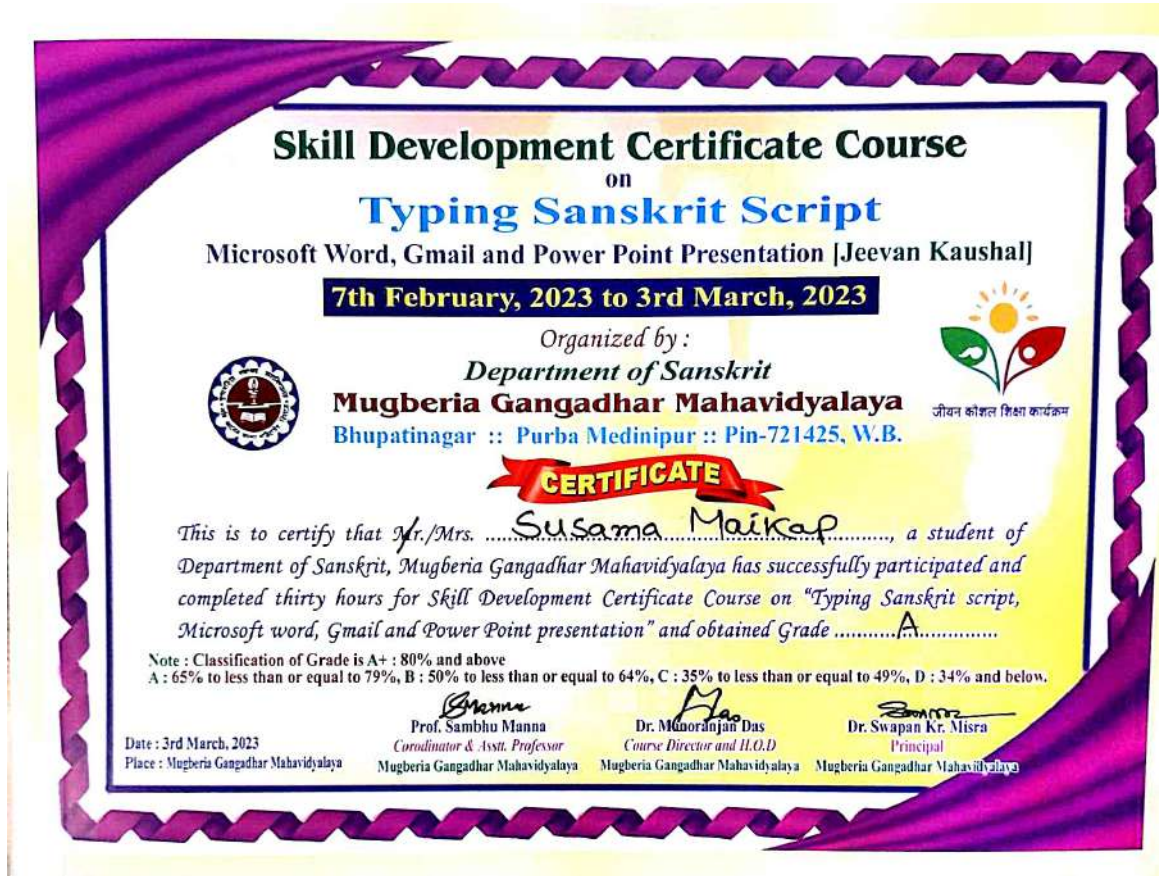 Skill Development Certificate Course
on
Typing Sanskrit Script
Microsoft Word, Gmail and Power Point Presentation [Jeevan Kaushal]
7th February, 2023 to 3rd March, 2023
Organized by :
Department of Sanskrit
Mugberia Gangadhar Mahavidyalaya
Bhupatinagar :: Purba Medinipur :: Pin-721425, W.B.
जीवन कौशल शिक्षा कार्यक्रम
CERTIFICATE
This is to certify that Mr./Mrs. ......Susama Maikap............, a student of
Department of Sanskrit, Mugberia Gangadhar Mahavidyalaya has successfully participated and
completed thirty hours for Skill Development Certificate Course on "Typing Sanskrit script,
Microsoft word, Gmail and Power Point presentation" and obtained Grade ..........A..............
Note : Classification of Grade is A+ : 80% and above
A : 65% to less than or equal to 79%, B : 50% to less than or equal to 64%, C : 35% to less than or equal to 49%, D : 34% and below.
Prof. Sambhu Manna
Corodinator & Asstt. Professor
Mugberia Gangadhar Mahavidyalaya
Dr. Manoranjan Das
Course Director and H.O.D
Mugberia Gangadhar Mahavidyalaya
Dr. Swapan Kr. Misra
Principal
Mugberia Gangadhar Mahavidyalaya
Date : 3rd March, 2023
Place : Mugberia Gangadhar Mahavidyalaya